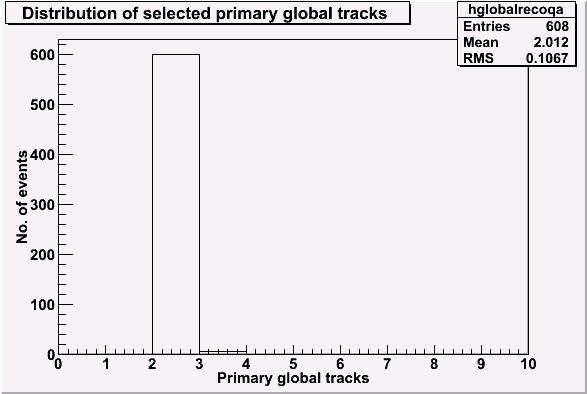 Distribution of selected primary global tracks
hglobalrecoqa
Entries 608
Mean 2.012
RMS 0.1067
No. of events
600
500
400
300
200
100
0
0 1 2 3 4 5 6 7 8 9 10
Primary global tracks